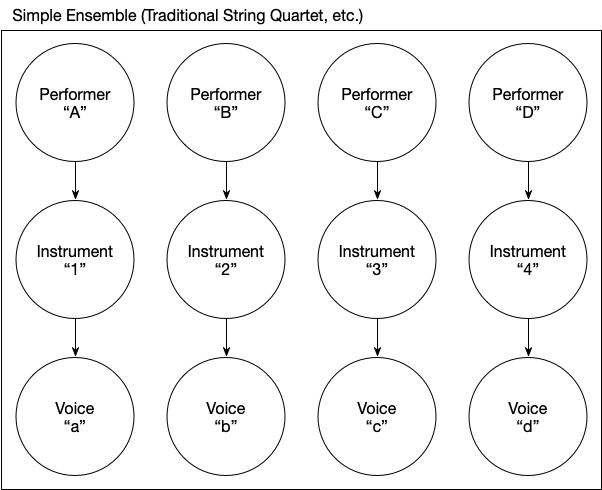 Simple Ensemble (Traditional String Quartet, etc.)
Performer
“A”
Performer
“B”
Performer
“C”
Performer
“D”
Instrument
“1”
Instrument
“2”
Instrument
“3”
Instrument
“4”
Voice
“a”
Voice
“b”
Voice
“c”
Voice
“d”